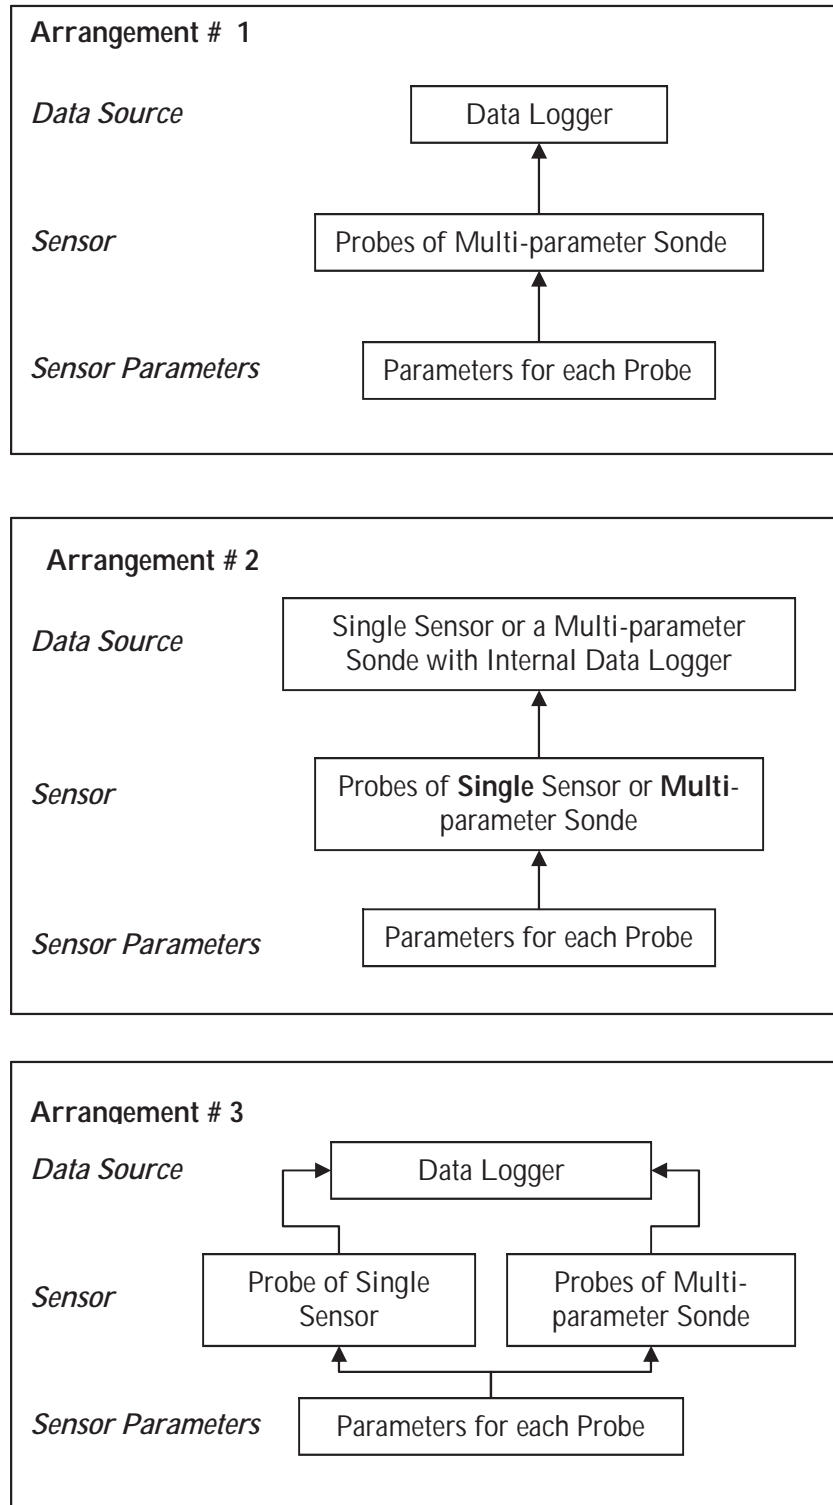 Arrangement # 1
Data Source
Data Logger
Sensor
Probes of Multi-parameter Sonde
Sensor Parameters
Parameters for each Probe
Arrangement # 2
Data Source
Single Sensor or a Multi-parameter
Sonde with Internal Data Logger
Sensor
Probes of Single Sensor or Multi-
parameter Sonde
Sensor Parameters
Parameters for each Probe
Arrangement # 3
Data Source
Data Logger
Sensor
Probe of Single
Sensor
Probes of Multi-
parameter Sonde
Sensor Parameters
Parameters for each Probe